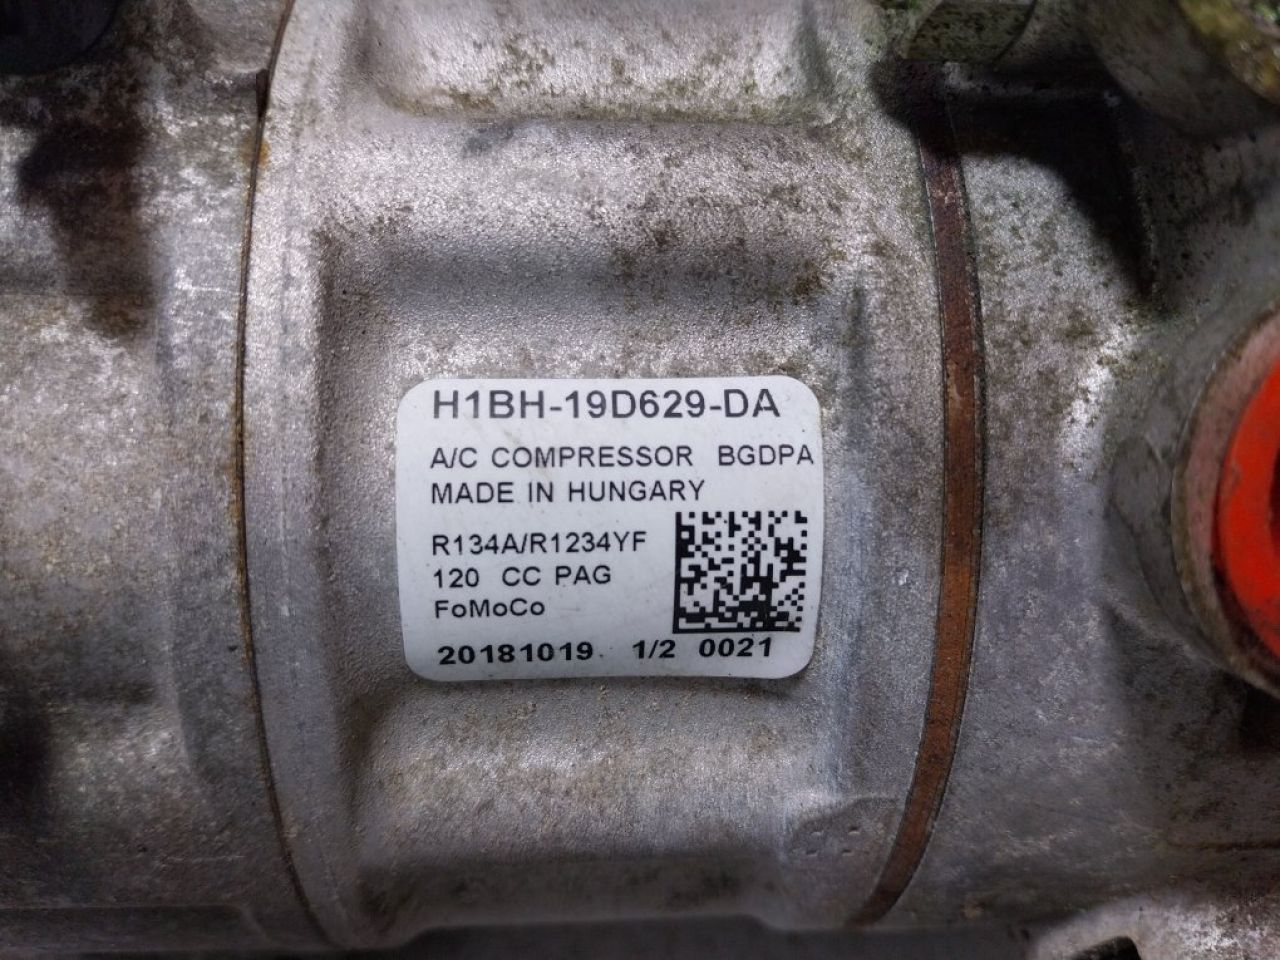 H1BH-19D629-DA
A/C COMPRESSOR BGDPA
MADE IN HUNGARY
R134A/R1234YF
120 CC PAG
FoMoCo
20181019 1/2 0021